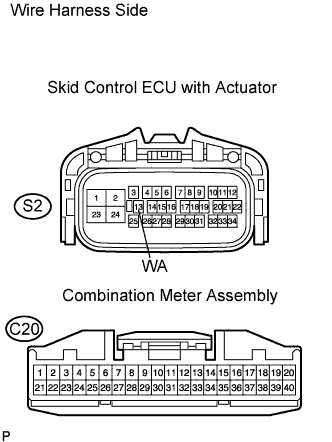 Wire Harness Side
Skid Control ECU with Actuator
3 4 5 6 7 8 9 10 11 12
1 2
13 14 15 16 17 18 19 20 21 22
S2
23 24
25 26 27 28 29 30 31 32 33 34
WA
Combination Meter Assembly
C20
1 2 3 4 5 6 7 8 9 10 11 12 13 14 15 16 17 18 19 20
21 22 23 24 25 26 27 28 29 30 31 32 33 34 35 36 37 38 39 40
P